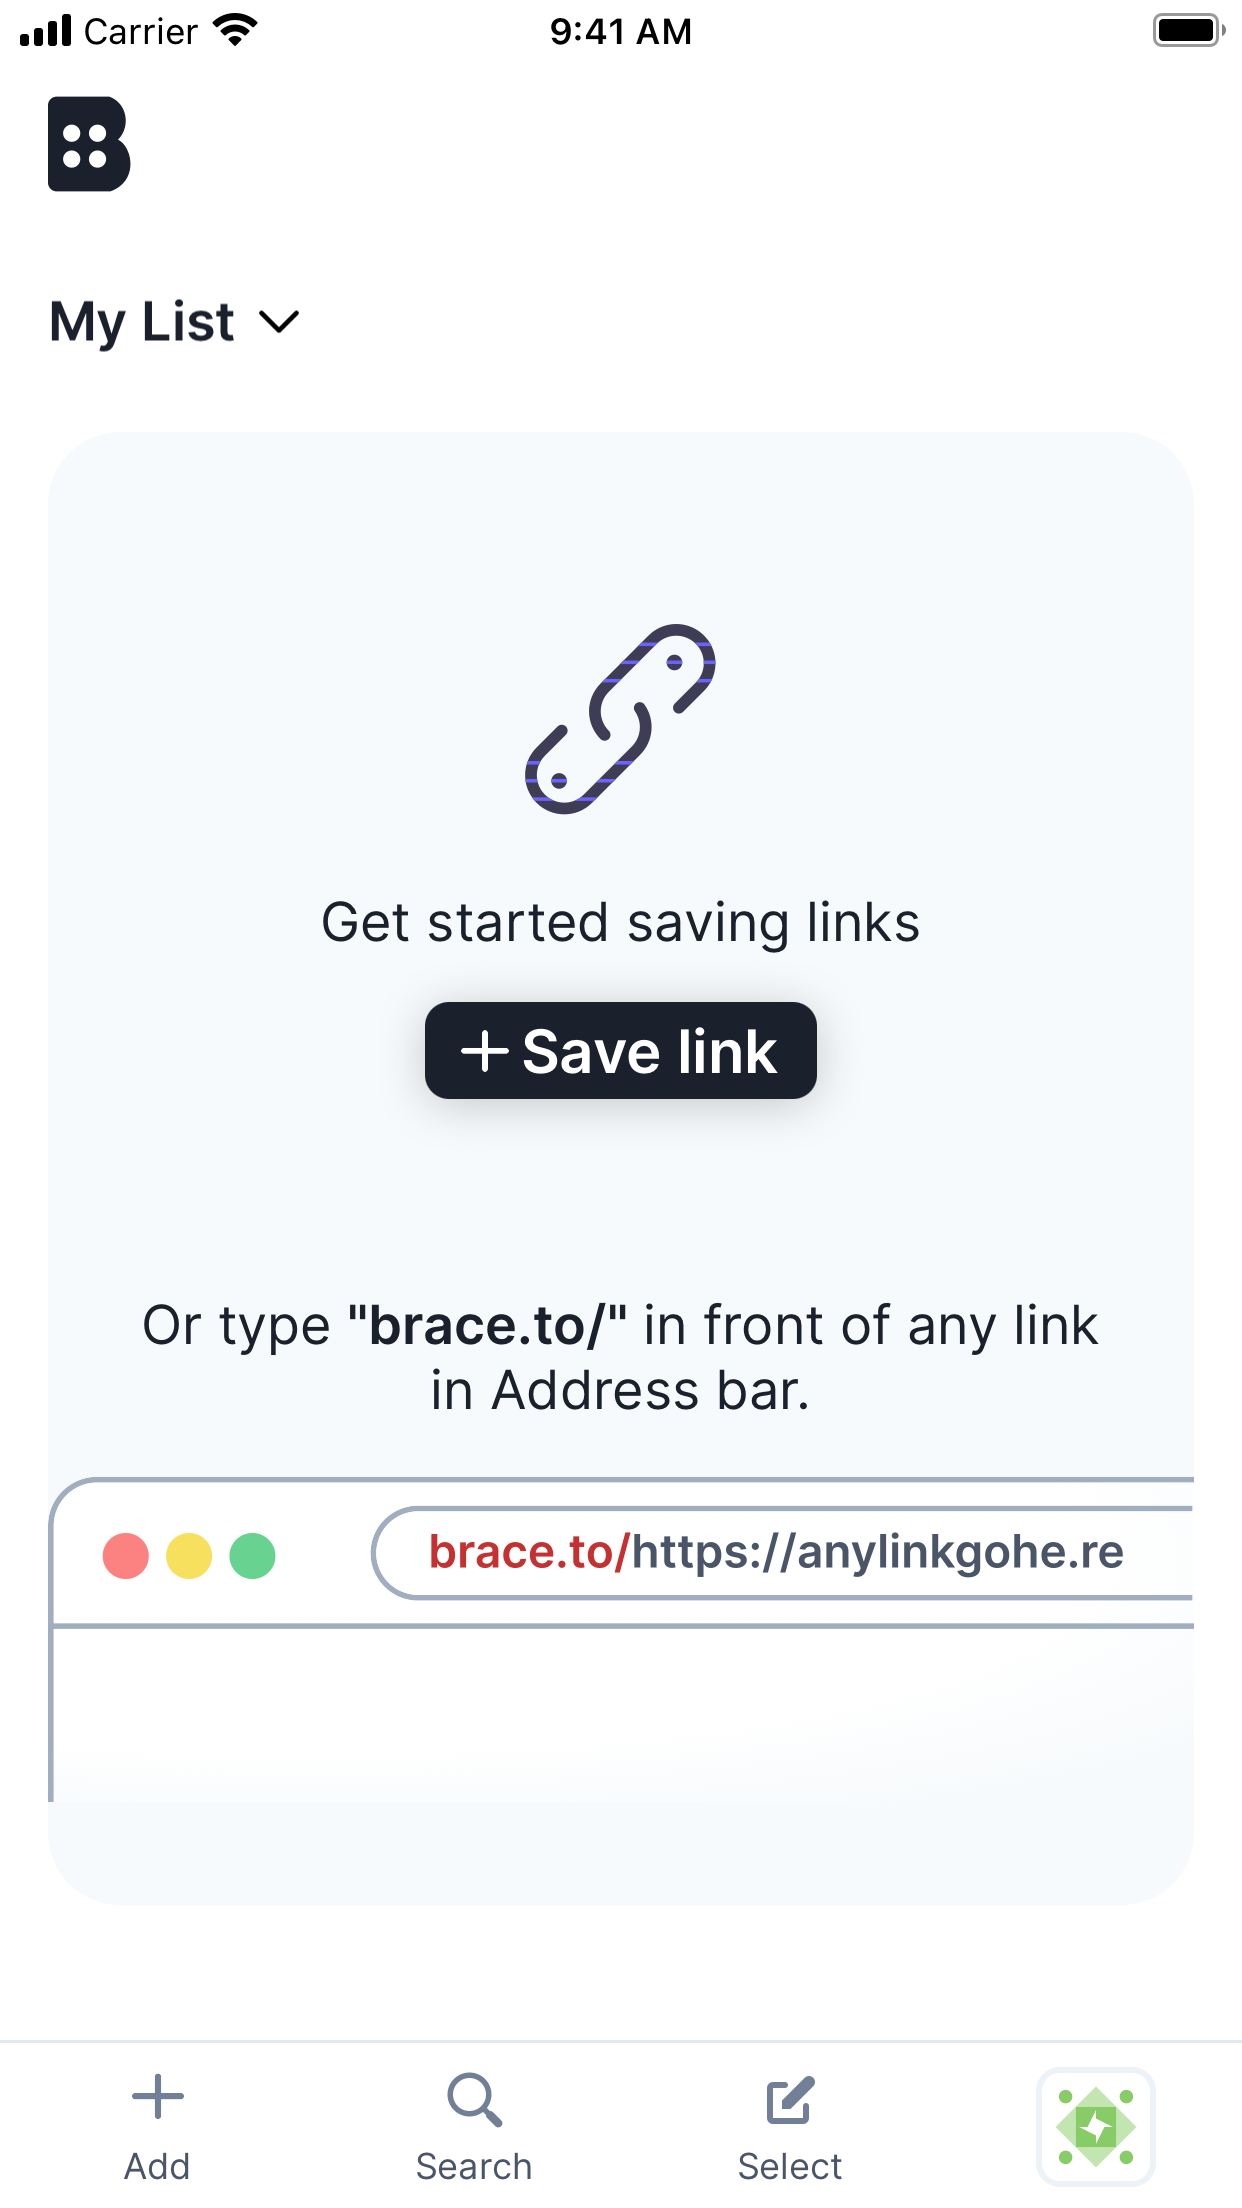 Carrier 9:41 AM
My List
Get started saving links
Save link
Or type "brace.to/" in front of any link
in Address bar.
brace.to/https://anylinkgohe.re
Add Search Select